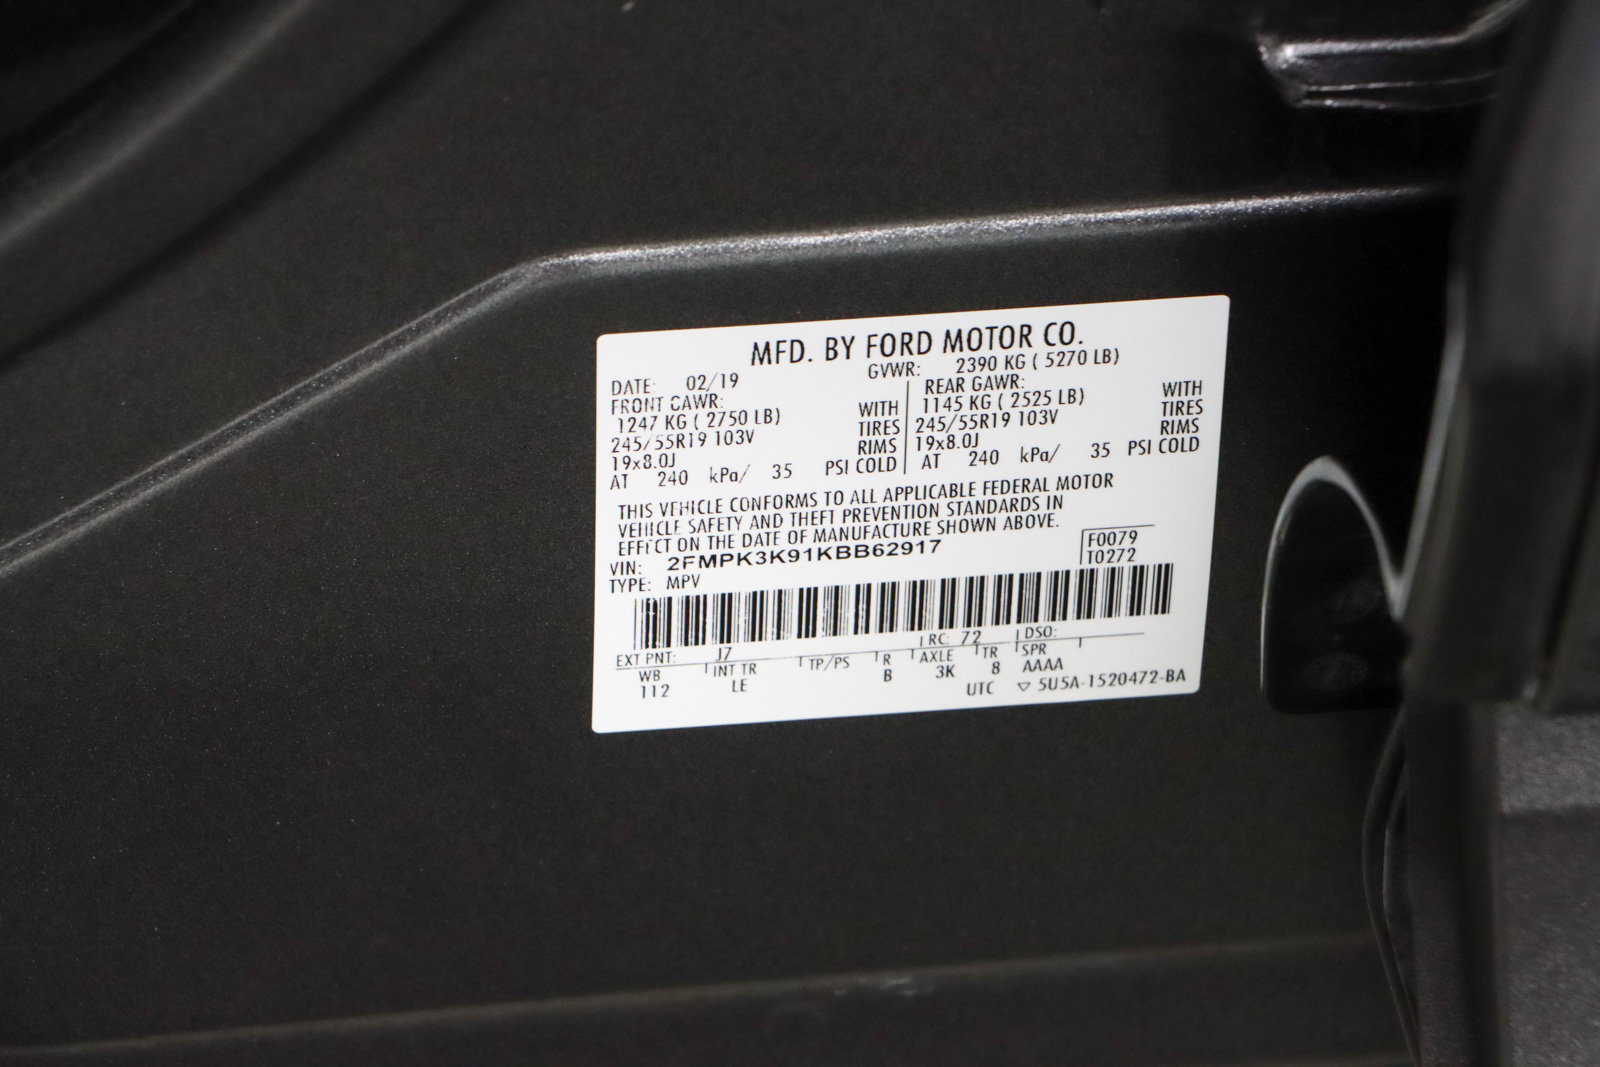 MFD. BY FORD MOTOR CO.
DATE: 02/19 GVWR: 2390 KG ( 5270 LB)
FRONT GAWR: REAR GAWR:
1247 KG ( 2750 LB) WITH 1145 KG ( 2525 LB) WITH
245/55R19 103V TIRES 245/55R19 103V TIRES
19x8.0J RIMS 19x8.0J RIMS
AT 240 kPa/ 35 PSI COLD AT 240 kPa/ 35 PSI COLD
THIS VEHICLE CONFORMS TO ALL APPLICABLE FEDERAL MOTOR
VEHICLE SAFETY AND THEFT PREVENTION STANDARDS IN
EFFECT ON THE DATE OF MANUFACTURE SHOWN ABOVE.
VIN: 2FMPK3K91KBB62917 F0079
TYPE: MPV T0272
EXT PNT: J7 RC: 72 DSO:
WB INT TR TP/PS R AXLE TR SPR
112 LE B 3K 8 AAAA
UTC ▽ 5U5A-1520472-BA